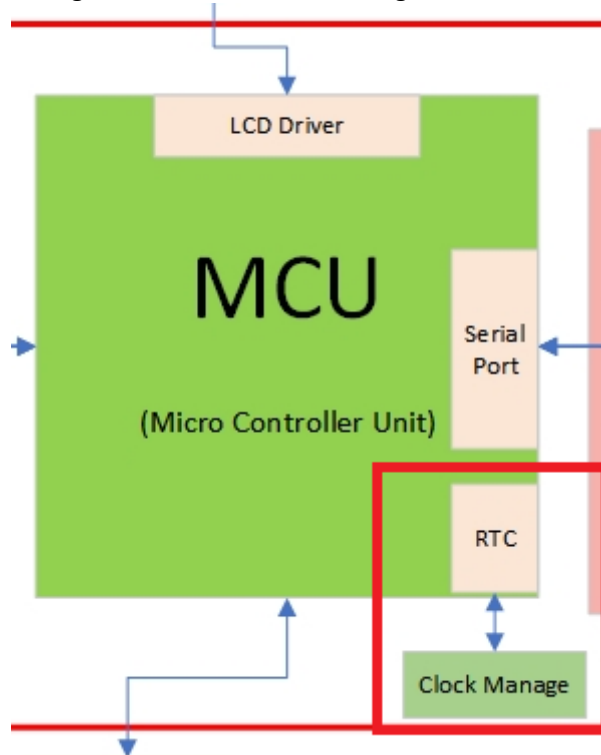 LCD Driver
MCU
Serial
Port
(Micro Controller Unit)
RTC
Clock Manage